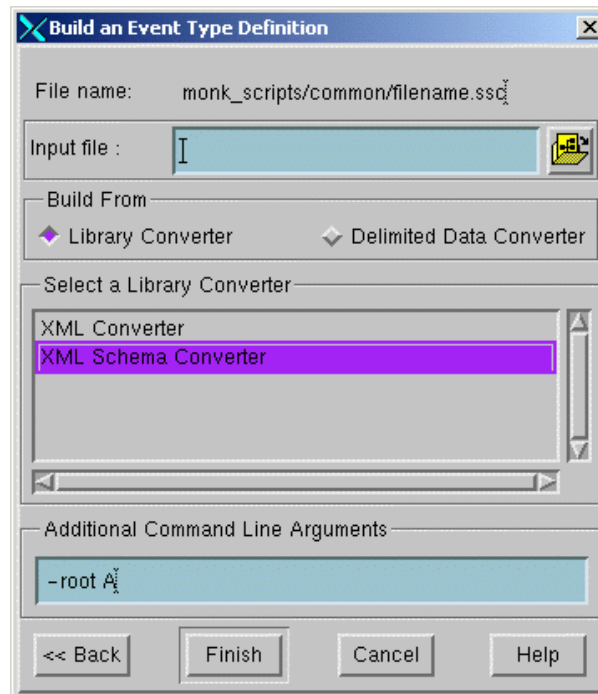 Build an Event Type Definition
File name: monk_scripts/common/filename.ssc
Input file :
Build From
Library Converter Delimited Data Converter
Select a Library Converter
XML Converter
XML Schema Converter
Additional Command Line Arguments
-root A
<< Back Finish Cancel Help